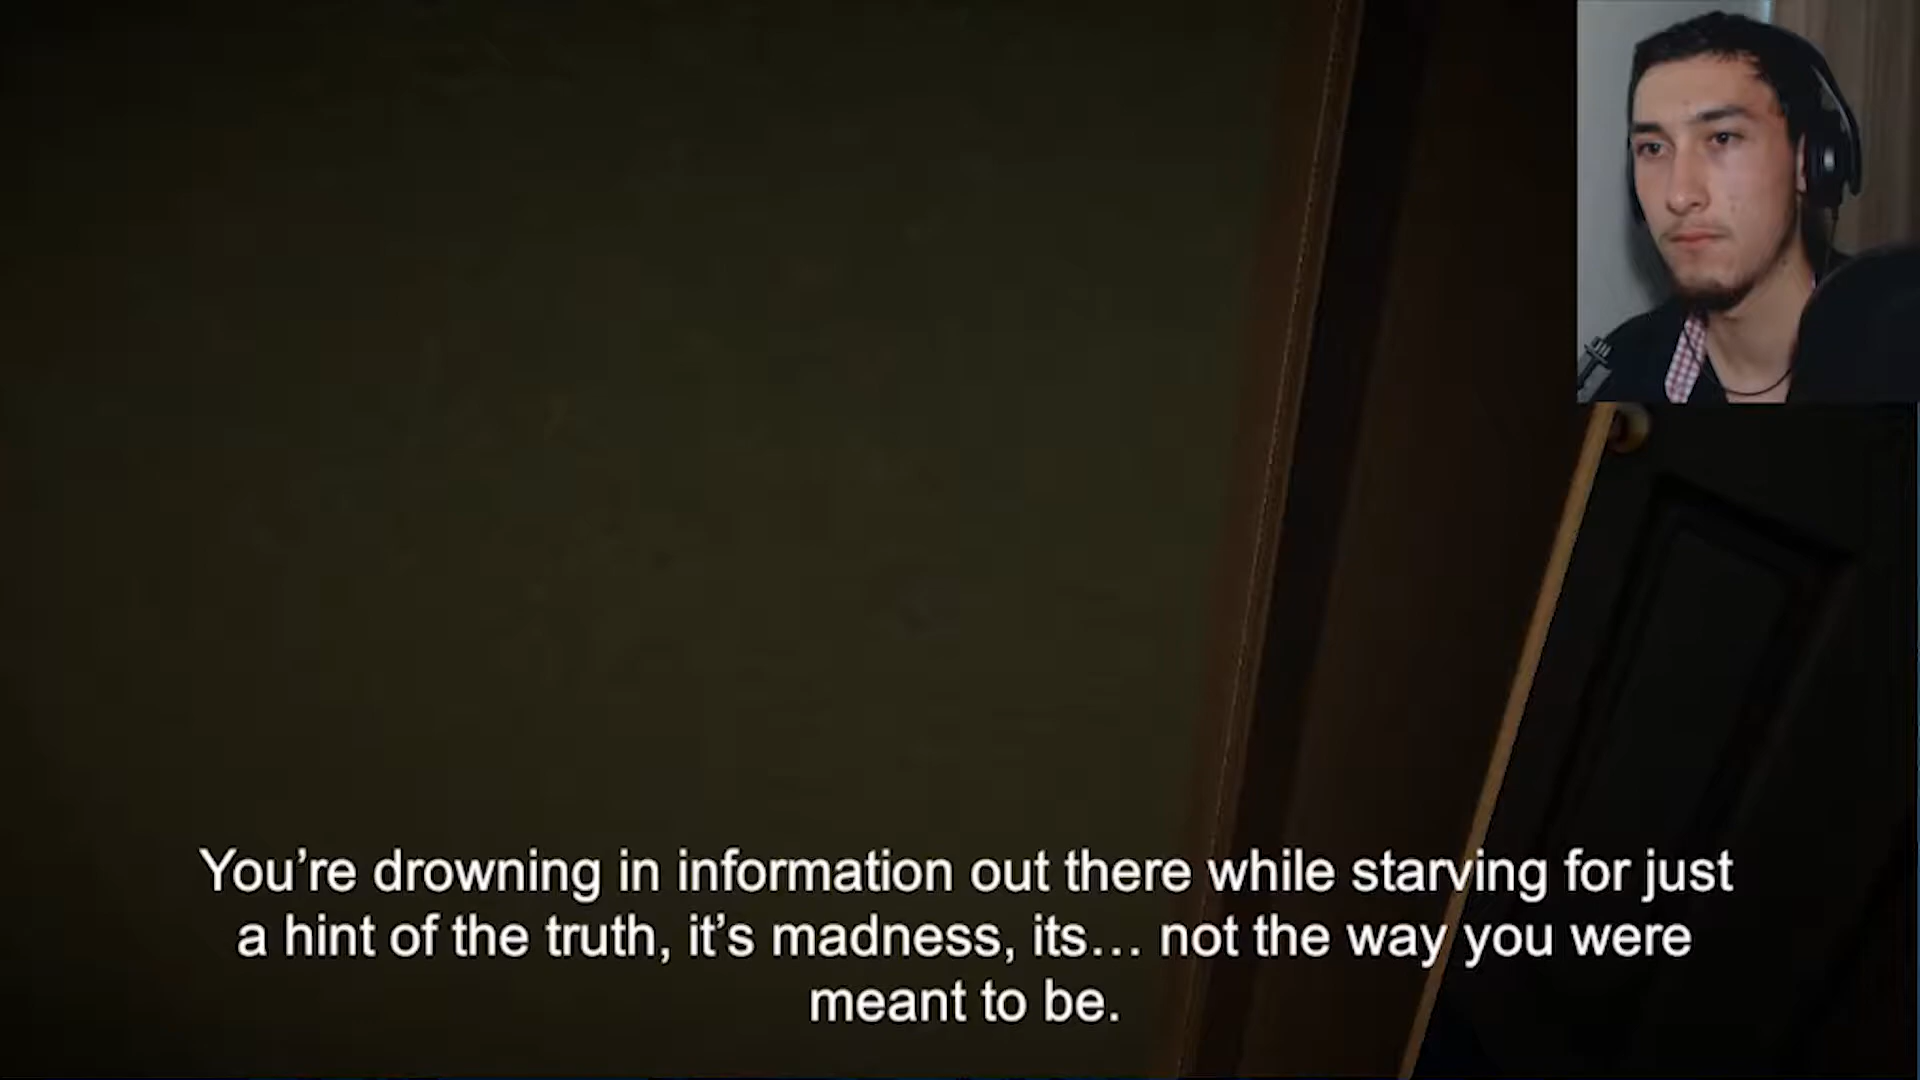 You’re drowning in information out there while starving for just
a hint of the truth, it’s madness, its… not the way you were
meant to be.